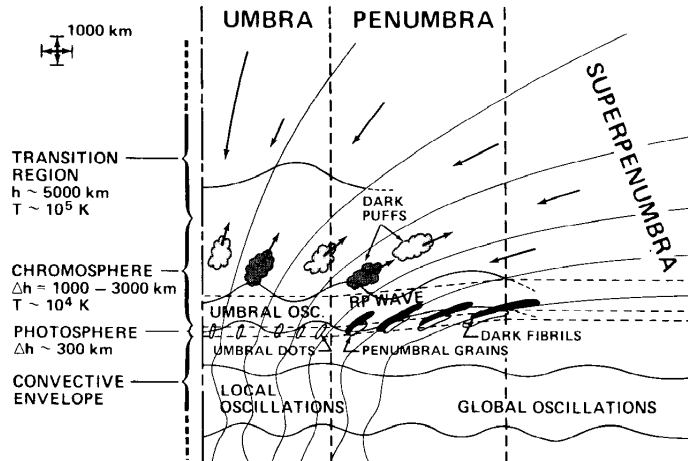 UMBRA
PENUMBRA
1000 km
SUPERPENUMBRA
TRANSITION
REGION
h ~ 5000 km
T ~ 10⁵ K
DARK
PUFFS
CHROMOSPHERE
Δh ≈ 1000 – 3000 km
T ~ 10⁴ K
RP WAVE
UMBRAL OSC.
PHOTOSPHERE
Δh ~ 300 km
DARK FIBRILS
UMBRAL DOTS
PENUMBRAL GRAINS
CONVECTIVE
ENVELOPE
LOCAL
OSCILLATIONS
GLOBAL OSCILLATIONS